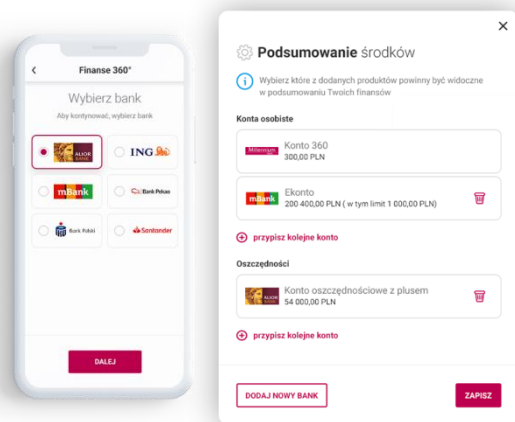 Finanse 360°
Wybierz bank
Aby kontynować, wybierz bank
ALIOR
BANK
ING
mBank
Bank Pekao
Bank Polski
Santander
DALEJ
Podsumowanie środków
Wybierz które z dodanych produktów powinny być widoczne
w podsumowaniu Twoich finansów
Konta osobiste
Millennium
Konto 360
300,00 PLN
mBank
Ekonto
200 400,00 PLN ( w tym limit 1 000,00 PLN)
przypisz kolejne konto
Oszczędności
ALIOR
Konto oszczędnościowe z plusem
54 000,00 PLN
przypisz kolejne konto
DODAJ NOWY BANK
ZAPISZ